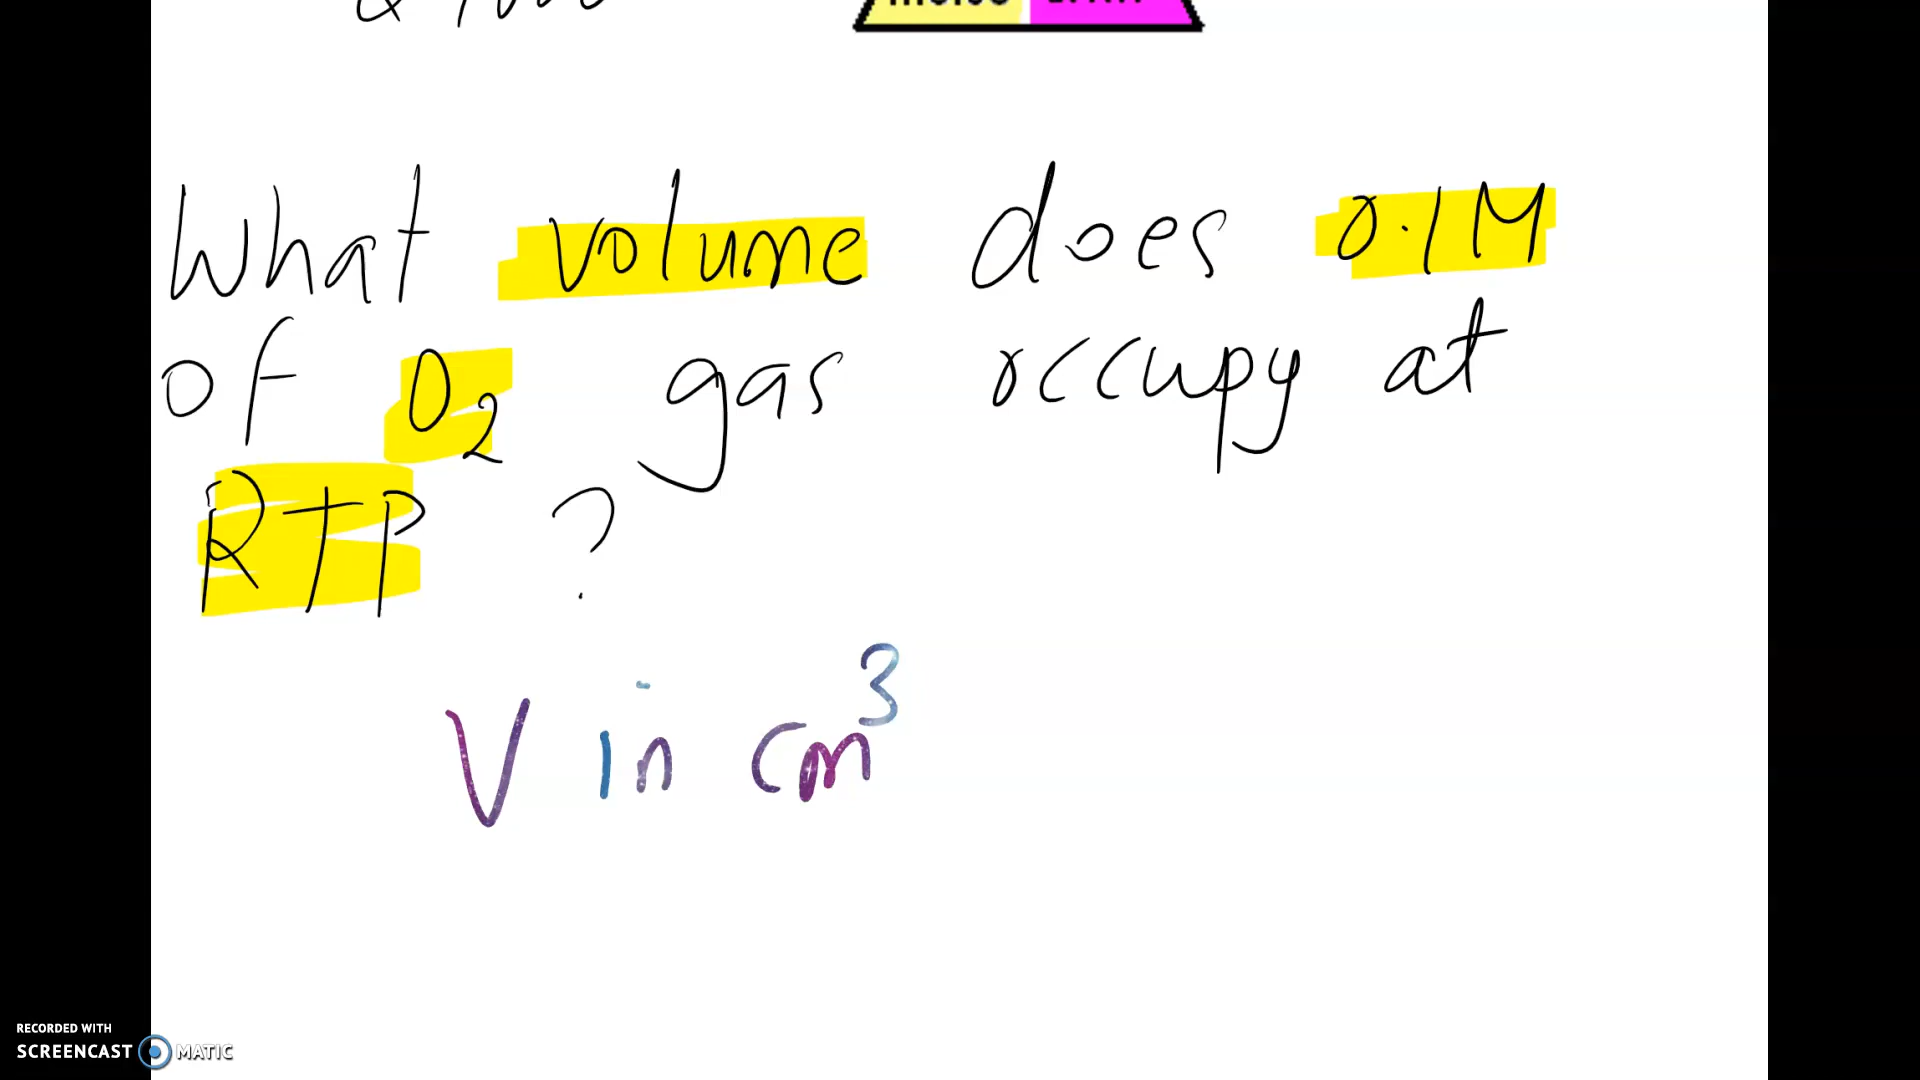 What volume does 0.1M
of O₂ gas occupy at
RTP ?
V in cm³
RECORDED WITH
SCREENCAST MATIC